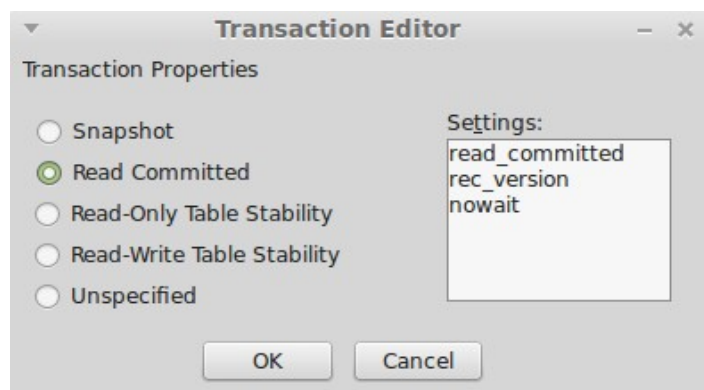 Transaction Editor
Transaction Properties
Snapshot
Read Committed
Read-Only Table Stability
Read-Write Table Stability
Unspecified
Settings:
read_committed
rec_version
nowait
OK
Cancel